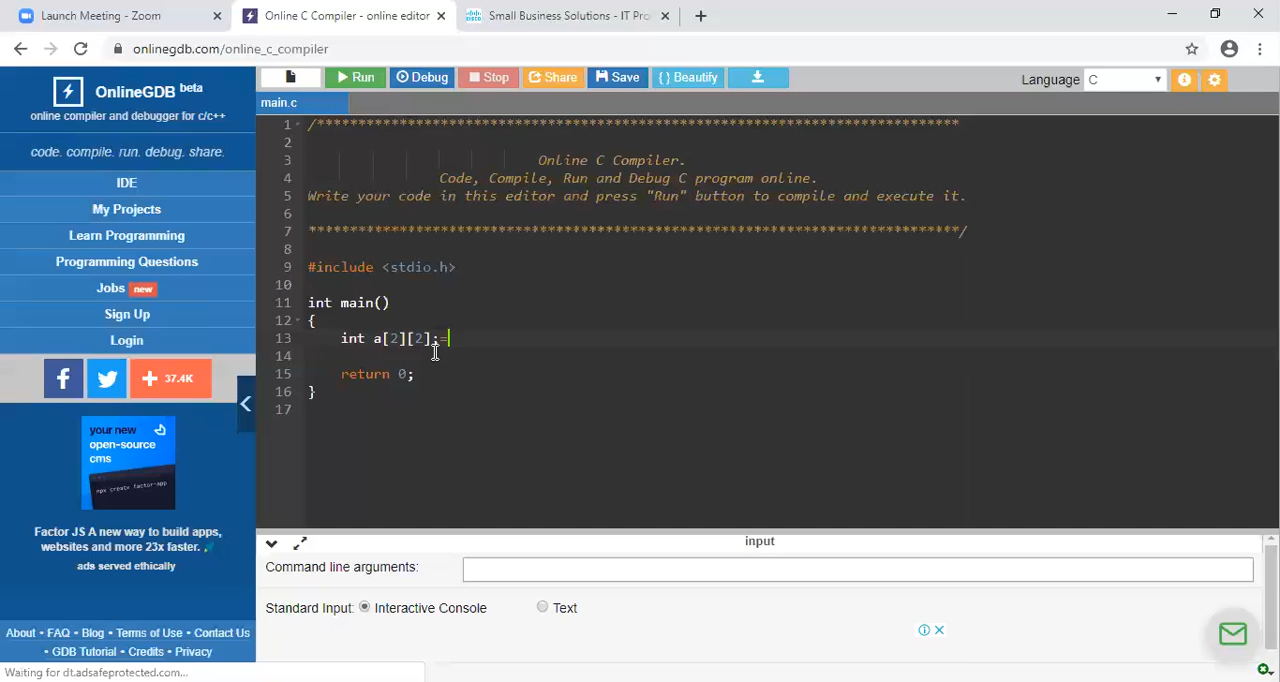 Launch Meeting - Zoom
Online C Compiler - online editor
Small Business Solutions - IT Pro
onlinegdb.com/online_c_compiler
OnlineGDB beta
online compiler and debugger for c/c++
code. compile. run. debug. share.
IDE
My Projects
Learn Programming
Programming Questions
Jobs new
Sign Up
Login
f + 37.4K
your new
open-source
cms
npx create factor-app
Factor JS A new way to build apps,
websites and more 23x faster. 🚀
ads served ethically
About • FAQ • Blog • Terms of Use • Contact Us
• GDB Tutorial • Credits • Privacy
Waiting for dt.adsafeprotected.com...
Run Debug Stop Share Save { } Beautify Language C
main.c
1 /******************************************************************************
2
3 Online C Compiler.
4 Code, Compile, Run and Debug C program online.
5 Write your code in this editor and press "Run" button to compile and execute it.
6
7 *******************************************************************************/
8
9 #include <stdio.h>
10
11 int main()
12 {
13 int a[2][2];=
14
15 return 0;
16 }
17
input
Command line arguments:
Standard Input: Interactive Console Text